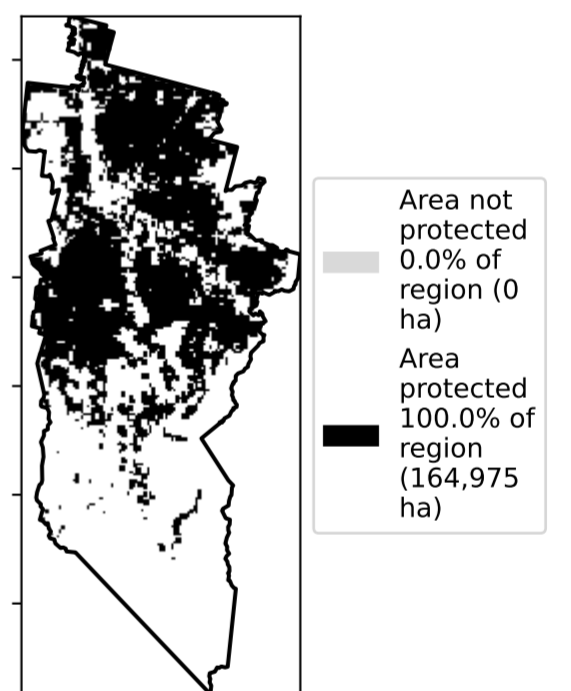 Area not
protected
0.0% of
region (0
ha)
Area
protected
100.0% of
region
(164,975
ha)